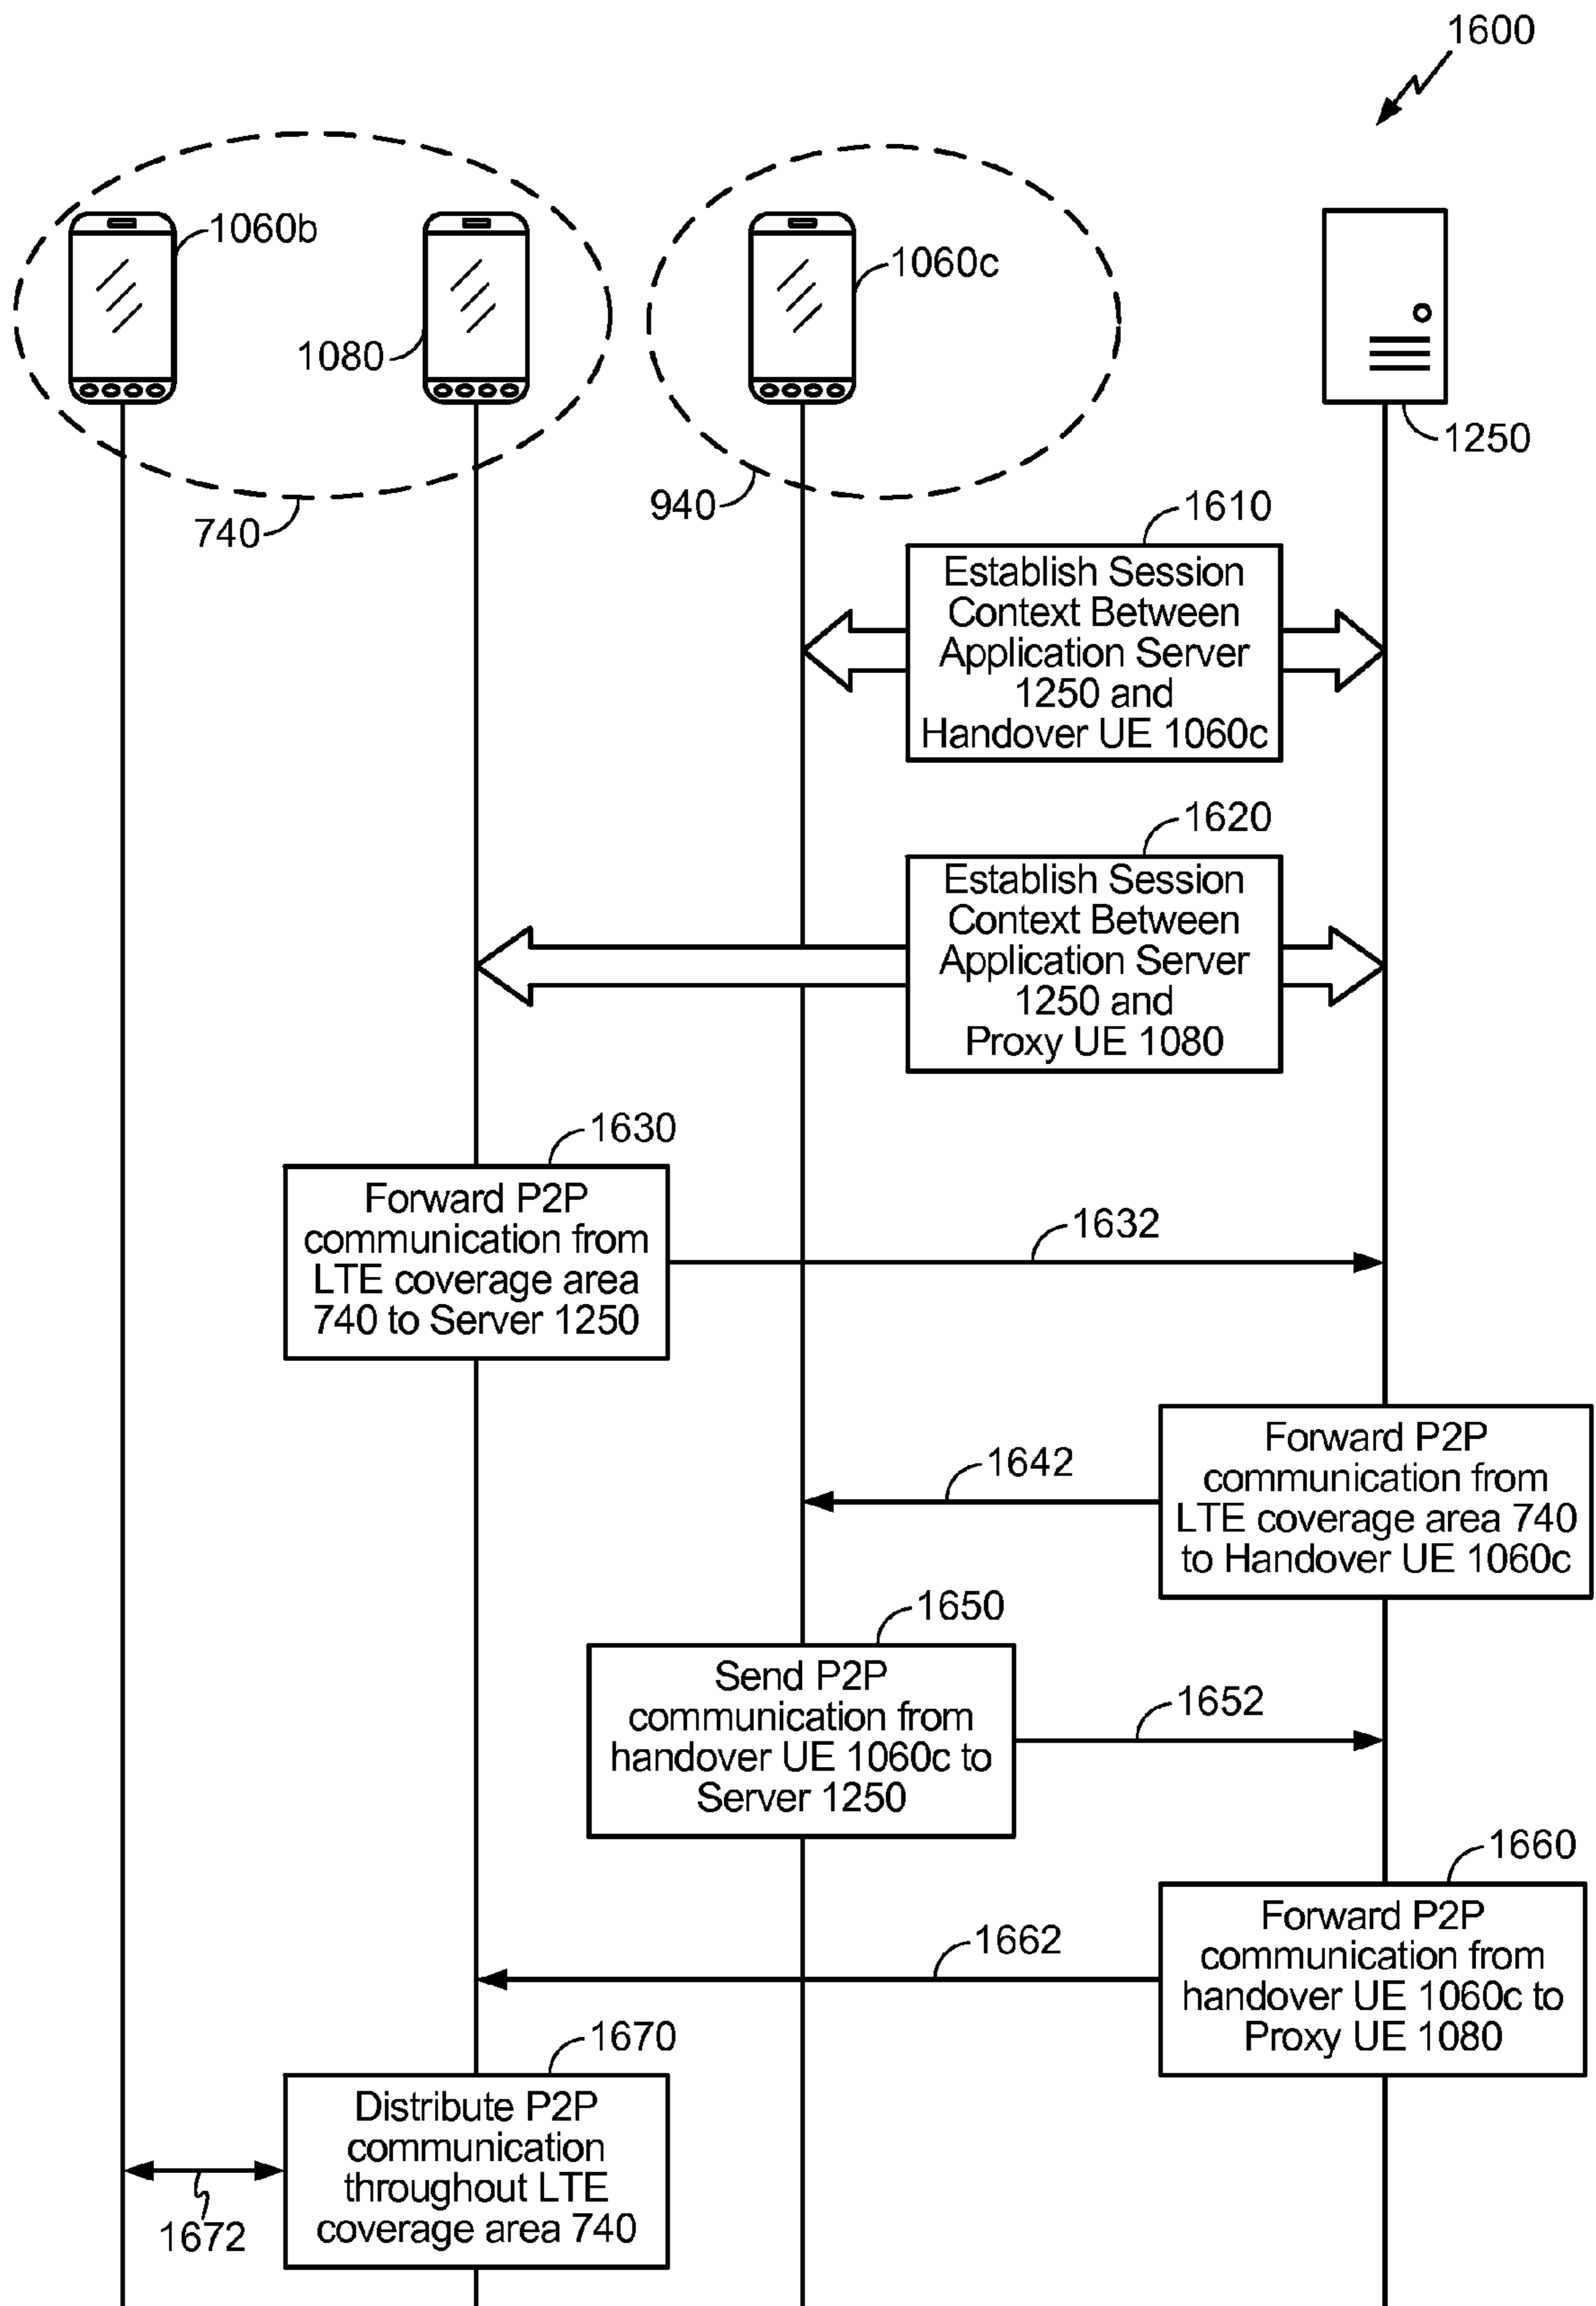 1600
1060b
1080
1060c
1250
740
940
1610
Establish Session
Context Between
Application Server
1250 and
Handover UE 1060c
1620
Establish Session
Context Between
Application Server
1250 and
Proxy UE 1080
1630
Forward P2P
communication from
LTE coverage area
740 to Server 1250
1632
Forward P2P
communication from
LTE coverage area 740
to Handover UE 1060c
1642
1650
Send P2P
communication from
handover UE 1060c to
Server 1250
1652
1660
Forward P2P
communication from
handover UE 1060c to
Proxy UE 1080
1662
1670
Distribute P2P
communication
throughout LTE
coverage area 740
1672